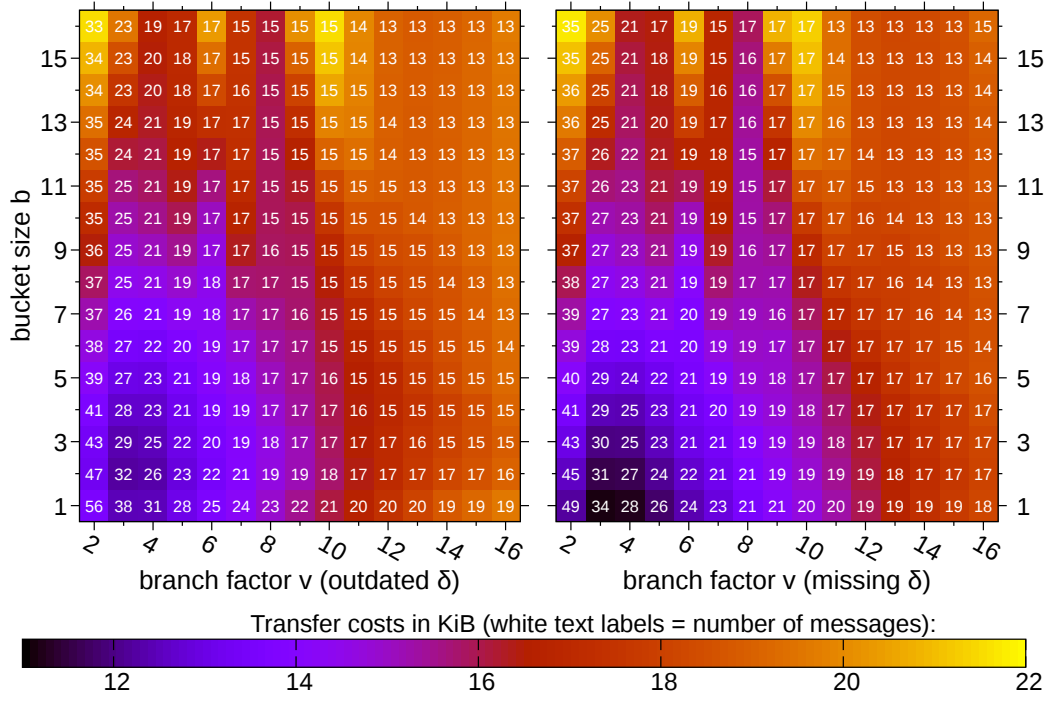 33 23 19 17 17 15 15 15 15 14 13 13 13 13 13 35 25 21 17 19 15 17 17 17 14 13 13 13 13 15
15 34 23 20 18 17 15 15 15 15 14 13 13 13 13 13 35 25 21 18 19 15 16 17 17 14 13 13 13 13 14 15
34 23 20 18 17 16 15 15 15 15 13 13 13 13 13 36 25 21 17 19 16 16 17 17 15 13 13 13 13 14
13 35 24 21 19 17 17 15 15 15 15 14 13 13 13 13 36 25 21 20 19 17 16 17 17 16 13 13 13 13 14 13
35 24 21 19 17 17 15 15 15 15 14 13 13 13 13 37 26 22 21 19 18 15 17 17 17 14 13 13 13 13
11 35 25 21 19 17 17 15 15 15 15 15 13 13 13 13 37 26 23 21 19 19 15 17 17 17 15 13 13 13 13 11
35 25 21 19 17 17 15 15 15 15 15 14 13 13 13 37 27 23 21 19 19 15 17 17 17 16 14 13 13 13
9 36 25 21 19 17 17 16 15 15 15 15 15 13 13 13 37 27 23 21 19 19 16 17 17 17 17 15 13 13 13 9
37 25 21 19 18 17 17 15 15 15 15 15 14 13 13 38 27 23 21 19 19 17 17 17 17 17 16 14 13 13
7 37 26 21 19 18 17 17 16 15 15 15 15 15 14 13 39 27 23 21 20 19 19 17 17 17 17 17 16 14 13 7
38 27 22 20 19 17 17 17 15 15 15 15 15 15 14 39 28 23 21 20 19 19 17 17 17 17 17 17 15 14
5 39 27 23 21 19 18 17 17 16 15 15 15 15 15 15 40 29 24 22 21 19 19 18 17 17 17 17 17 17 16 5
41 28 23 21 19 19 17 17 17 16 15 15 15 15 15 41 29 25 23 21 20 19 19 18 17 17 17 17 17 17
3 43 29 25 22 20 19 18 17 17 17 17 16 15 15 15 43 30 25 23 21 21 19 19 19 18 17 17 17 17 17 3
47 32 26 23 22 21 19 19 18 17 17 17 17 17 16 45 31 27 24 22 21 21 19 19 19 19 18 17 17 17
1 56 38 31 28 25 24 23 22 21 20 20 20 19 19 19 49 34 28 26 24 23 21 21 20 20 19 19 19 19 18 1
bucket size b
2 4 6 8 10 12 14 16 2 4 6 8 10 12 14 16
branch factor v (outdated δ) branch factor v (missing δ)
Transfer costs in KiB (white text labels = number of messages):
12 14 16 18 20 22